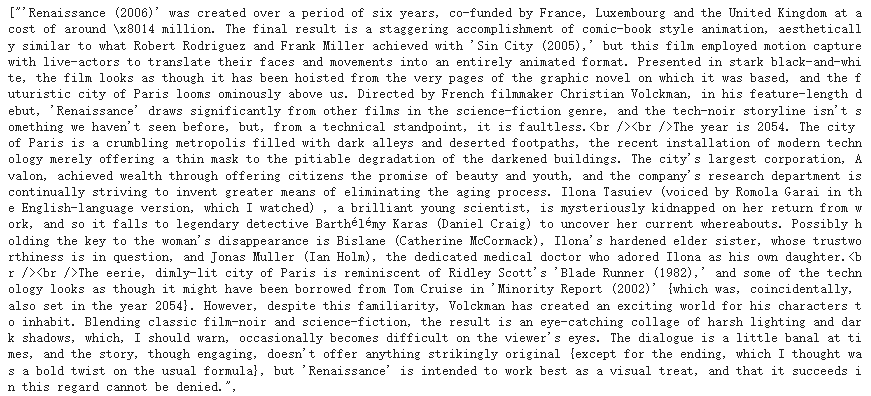 ["'Renaissance (2006)' was created over a period of six years, co-funded by France, Luxembourg and the United Kingdom at a
cost of around \x8014 million. The final result is a staggering accomplishment of comic-book style animation, aestheticall
y similar to what Robert Rodriguez and Frank Miller achieved with 'Sin City (2005),' but this film employed motion capture
with live-actors to translate their faces and movements into an entirely animated format. Presented in stark black-and-whi
te, the film looks as though it has been hoisted from the very pages of the graphic novel on which it was based, and the f
uturistic city of Paris looms ominously above us. Directed by French filmmaker Christian Volckman, in his feature-length d
ebut, 'Renaissance' draws significantly from other films in the science-fiction genre, and the tech-noir storyline isn't s
omething we haven't seen before, but, from a technical standpoint, it is faultless.<br /><br />The year is 2054. The city
of Paris is a crumbling metropolis filled with dark alleys and deserted footpaths, the recent installation of modern techn
ology merely offering a thin mask to the pitiable degradation of the darkened buildings. The city's largest corporation, A
valon, achieved wealth through offering citizens the promise of beauty and youth, and the company's research department is
continually striving to invent greater means of eliminating the aging process. Ilona Tasuiev (voiced by Romola Garai in th
e English-language version, which I watched) , a brilliant young scientist, is mysteriously kidnapped on her return from w
ork, and so it falls to legendary detective Barthélémy Karas (Daniel Craig) to uncover her current whereabouts. Possibly h
olding the key to the woman's disappearance is Bislane (Catherine McCormack), Ilona's hardened elder sister, whose trustwo
rthiness is in question, and Jonas Muller (Ian Holm), the dedicated medical doctor who adored Ilona as his own daughter.<b
r /><br />The eerie, dimly-lit city of Paris is reminiscent of Ridley Scott's 'Blade Runner (1982),' and some of the techn
ology looks as though it might have been borrowed from Tom Cruise in 'Minority Report (2002)' {which was, coincidentally,
also set in the year 2054}. However, despite this familiarity, Volckman has created an exciting world for his characters t
o inhabit. Blending classic film-noir and science-fiction, the result is an eye-catching collage of harsh lighting and dar
k shadows, which, I should warn, occasionally becomes difficult on the viewer's eyes. The dialogue is a little banal at ti
mes, and the story, though engaging, doesn't offer anything strikingly original {except for the ending, which I thought wa
s a bold twist on the usual formula}, but 'Renaissance' is intended to work best as a visual treat, and that it succeeds i
n this regard cannot be denied.",